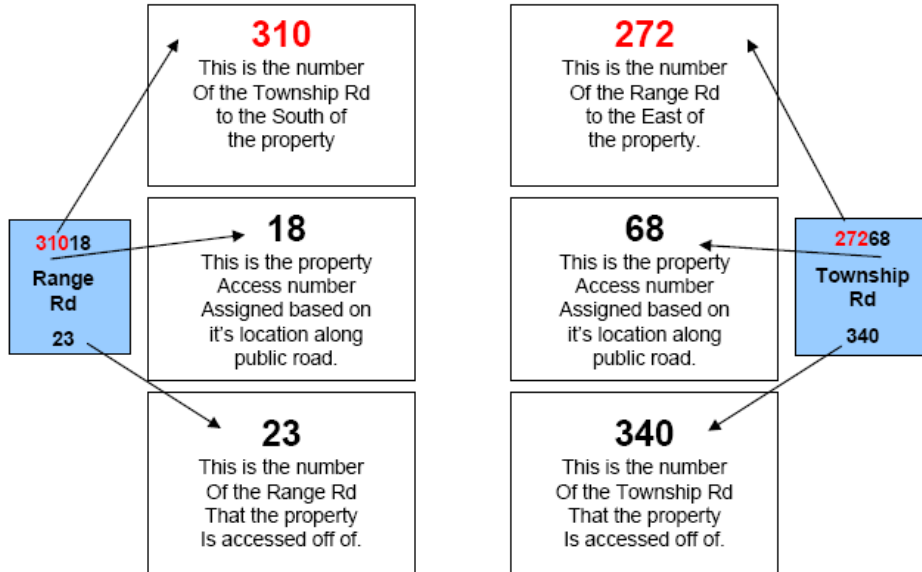 310
This is the number
Of the Township Rd
to the South of
the property
272
This is the number
Of the Range Rd
to the East of
the property.
31018
Range
Rd
23
18
This is the property
Access number
Assigned based on
it's location along
public road.
68
This is the property
Access number
Assigned based on
it's location along
public road.
27268
Township
Rd
340
23
This is the number
Of the Range Rd
That the property
Is accessed off of.
340
This is the number
Of the Township Rd
That the property
Is accessed off of.